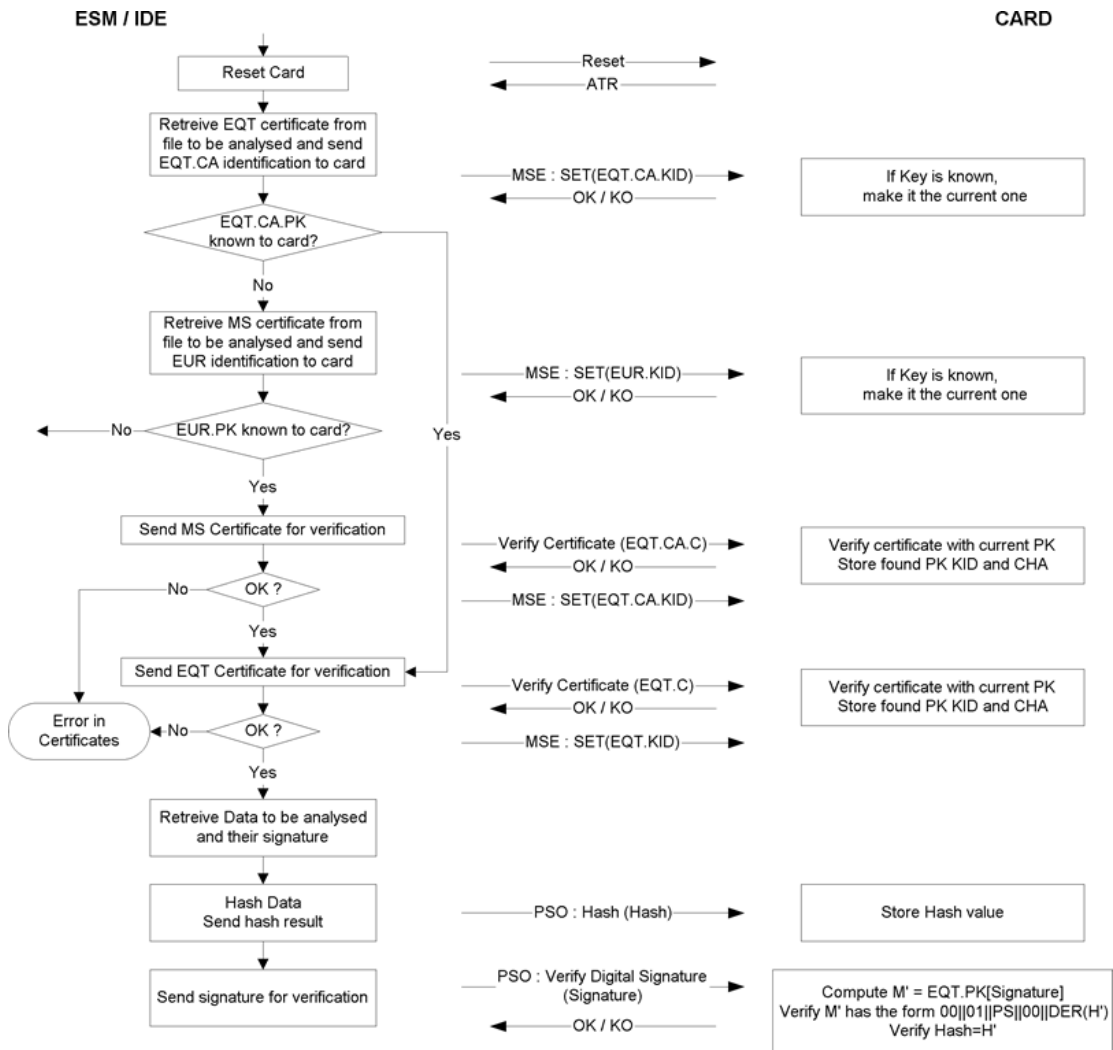 ESM / IDE
CARD
Reset Card
Reset
ATR
Retreive EQT certificate from
file to be analysed and send
EQT.CA identification to card
MSE : SET(EQT.CA.KID)
OK / KO
If Key is known,
make it the current one
EQT.CA.PK
known to card?
No
Yes
Retreive MS certificate from
file to be analysed and send
EUR identification to card
MSE : SET(EUR.KID)
OK / KO
If Key is known,
make it the current one
No
EUR.PK known to card?
Yes
Send MS Certificate for verification
Verify Certificate (EQT.CA.C)
OK / KO
MSE : SET(EQT.CA.KID)
Verify certificate with current PK
Store found PK KID and CHA
No
OK ?
Yes
Send EQT Certificate for verification
Verify Certificate (EQT.C)
OK / KO
MSE : SET(EQT.KID)
Verify certificate with current PK
Store found PK KID and CHA
Error in
Certificates
No
OK ?
Yes
Retreive Data to be analysed
and their signature
Hash Data
Send hash result
PSO : Hash (Hash)
Store Hash value
Send signature for verification
PSO : Verify Digital Signature
(Signature)
OK / KO
Compute M' = EQT.PK[Signature]
Verify M' has the form 00||01||PS||00||DER(H')
Verify Hash=H'